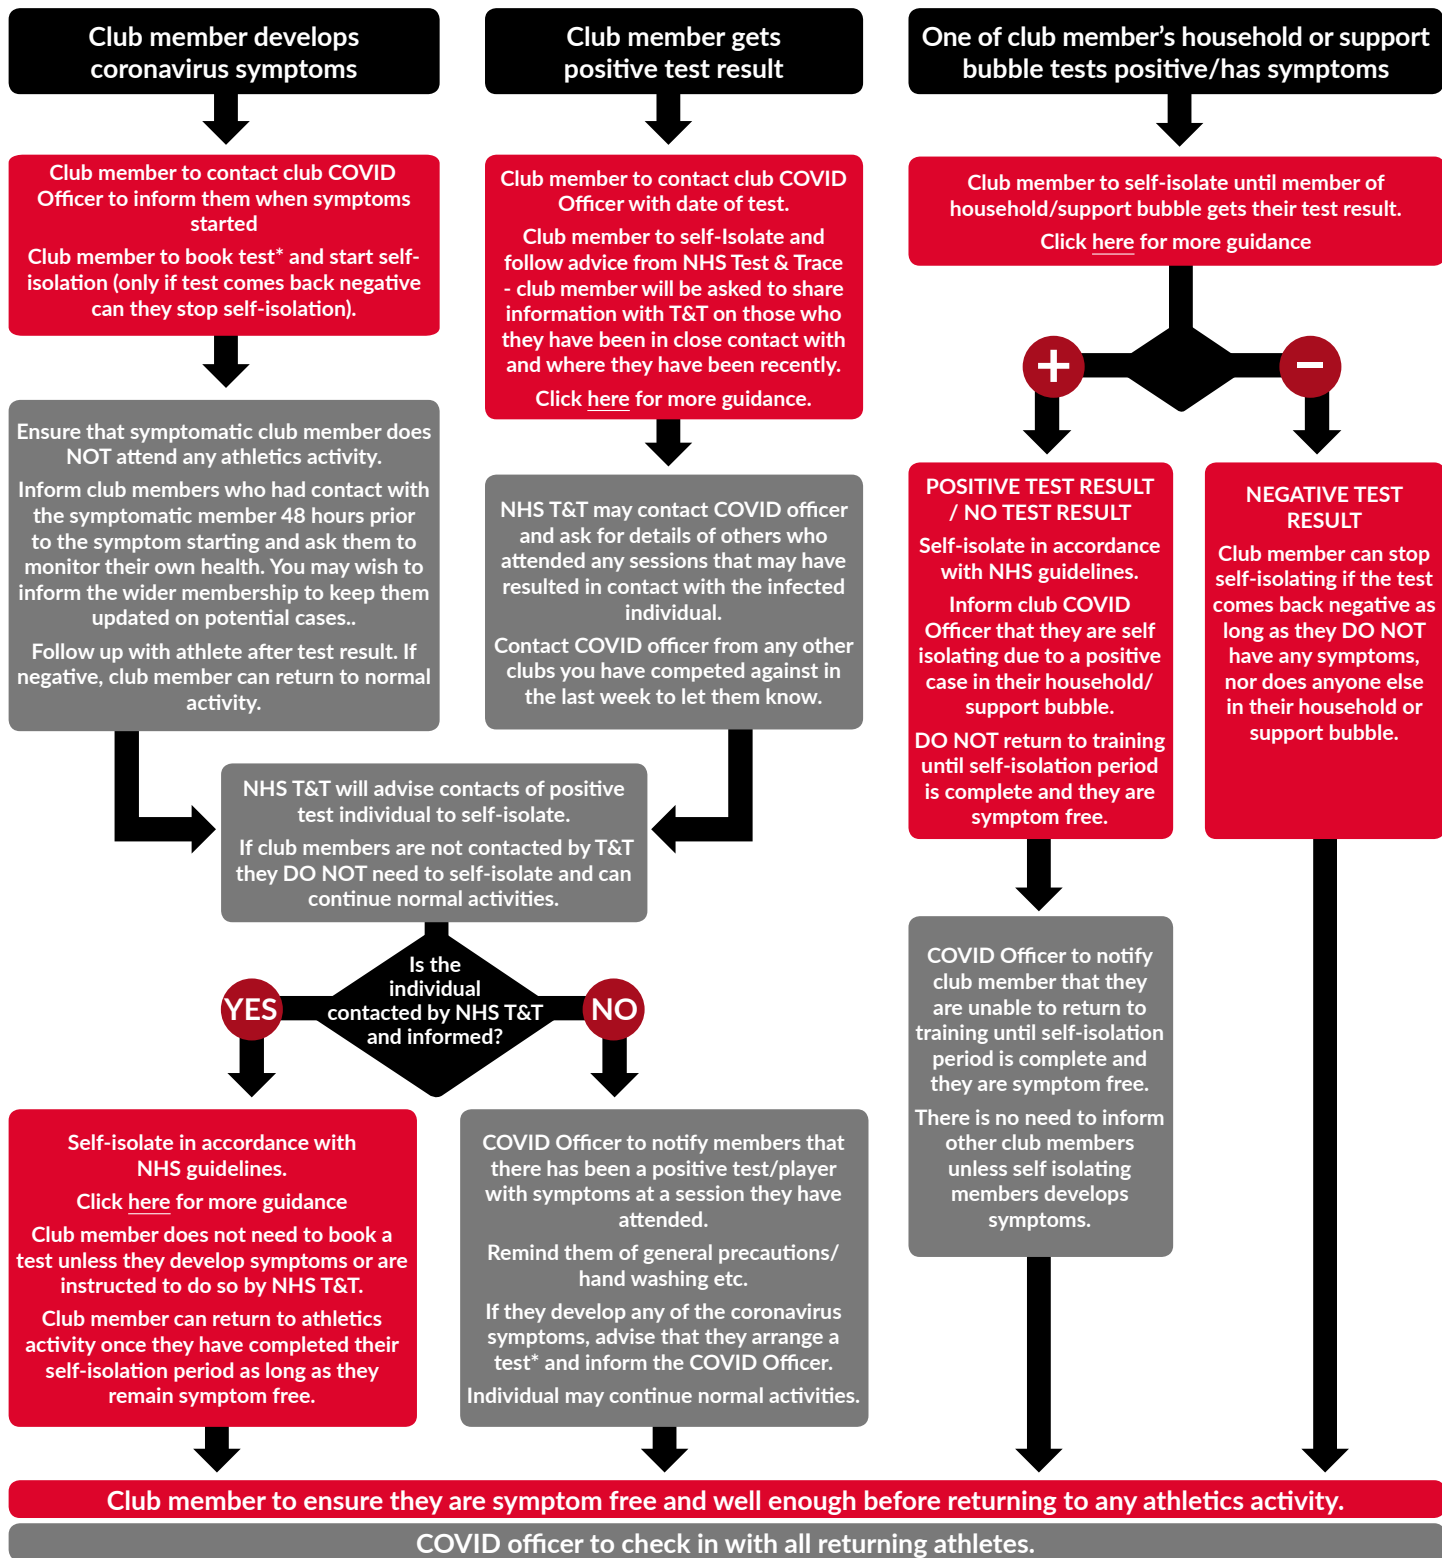 Club member develops
coronavirus symptoms
Club member to contact club COVID
Officer to inform them when symptoms
started
Club member to book test* and start self-
isolation (only if test comes back negative
can they stop self-isolation).
Ensure that symptomatic club member does
NOT attend any athletics activity.
Inform club members who had contact with
the symptomatic member 48 hours prior
to the symptom starting and ask them to
monitor their own health. You may wish to
inform the wider membership to keep them
updated on potential cases..
Follow up with athlete after test result. If
negative, club member can return to normal
activity.
Club member gets
positive test result
Club member to contact club COVID
Officer with date of test.
Club member to self-Isolate and
follow advice from NHS Test & Trace
- club member will be asked to share
information with T&T on those who
they have been in close contact with
and where they have been recently.
Click here for more guidance.
NHS T&T may contact COVID officer
and ask for details of others who
attended any sessions that may have
resulted in contact with the infected
individual.
Contact COVID officer from any other
clubs you have competed against in
the last week to let them know.
NHS T&T will advise contacts of positive
test individual to self-isolate.
If club members are not contacted by T&T
they DO NOT need to self-isolate and can
continue normal activities.
Is the
individual
contacted by NHS T&T
and informed?
YES
NO
Self-isolate in accordance with
NHS guidelines.
Click here for more guidance
Club member does not need to book a
test unless they develop symptoms or are
instructed to do so by NHS T&T.
Club member can return to athletics
activity once they have completed their
self-isolation period as long as they
remain symptom free.
COVID Officer to notify members that
there has been a positive test/player
with symptoms at a session they have
attended.
Remind them of general precautions/
hand washing etc.
If they develop any of the coronavirus
symptoms, advise that they arrange a
test* and inform the COVID Officer.
Individual may continue normal activities.
One of club member's household or support
bubble tests positive/has symptoms
Club member to self-isolate until member of
household/support bubble gets their test result.
Click here for more guidance
+
−
POSITIVE TEST RESULT
/ NO TEST RESULT
Self-isolate in accordance
with NHS guidelines.
Inform club COVID
Officer that they are self
isolating due to a positive
case in their household/
support bubble.
DO NOT return to training
until self-isolation period
is complete and they are
symptom free.
NEGATIVE TEST
RESULT
Club member can stop
self-isolating if the test
comes back negative as
long as they DO NOT
have any symptoms,
nor does anyone else
in their household or
support bubble.
COVID Officer to notify
club member that they
are unable to return to
training until self-isolation
period is complete and
they are symptom free.
There is no need to inform
other club members
unless self isolating
members develops
symptoms.
Club member to ensure they are symptom free and well enough before returning to any athletics activity.
COVID officer to check in with all returning athletes.